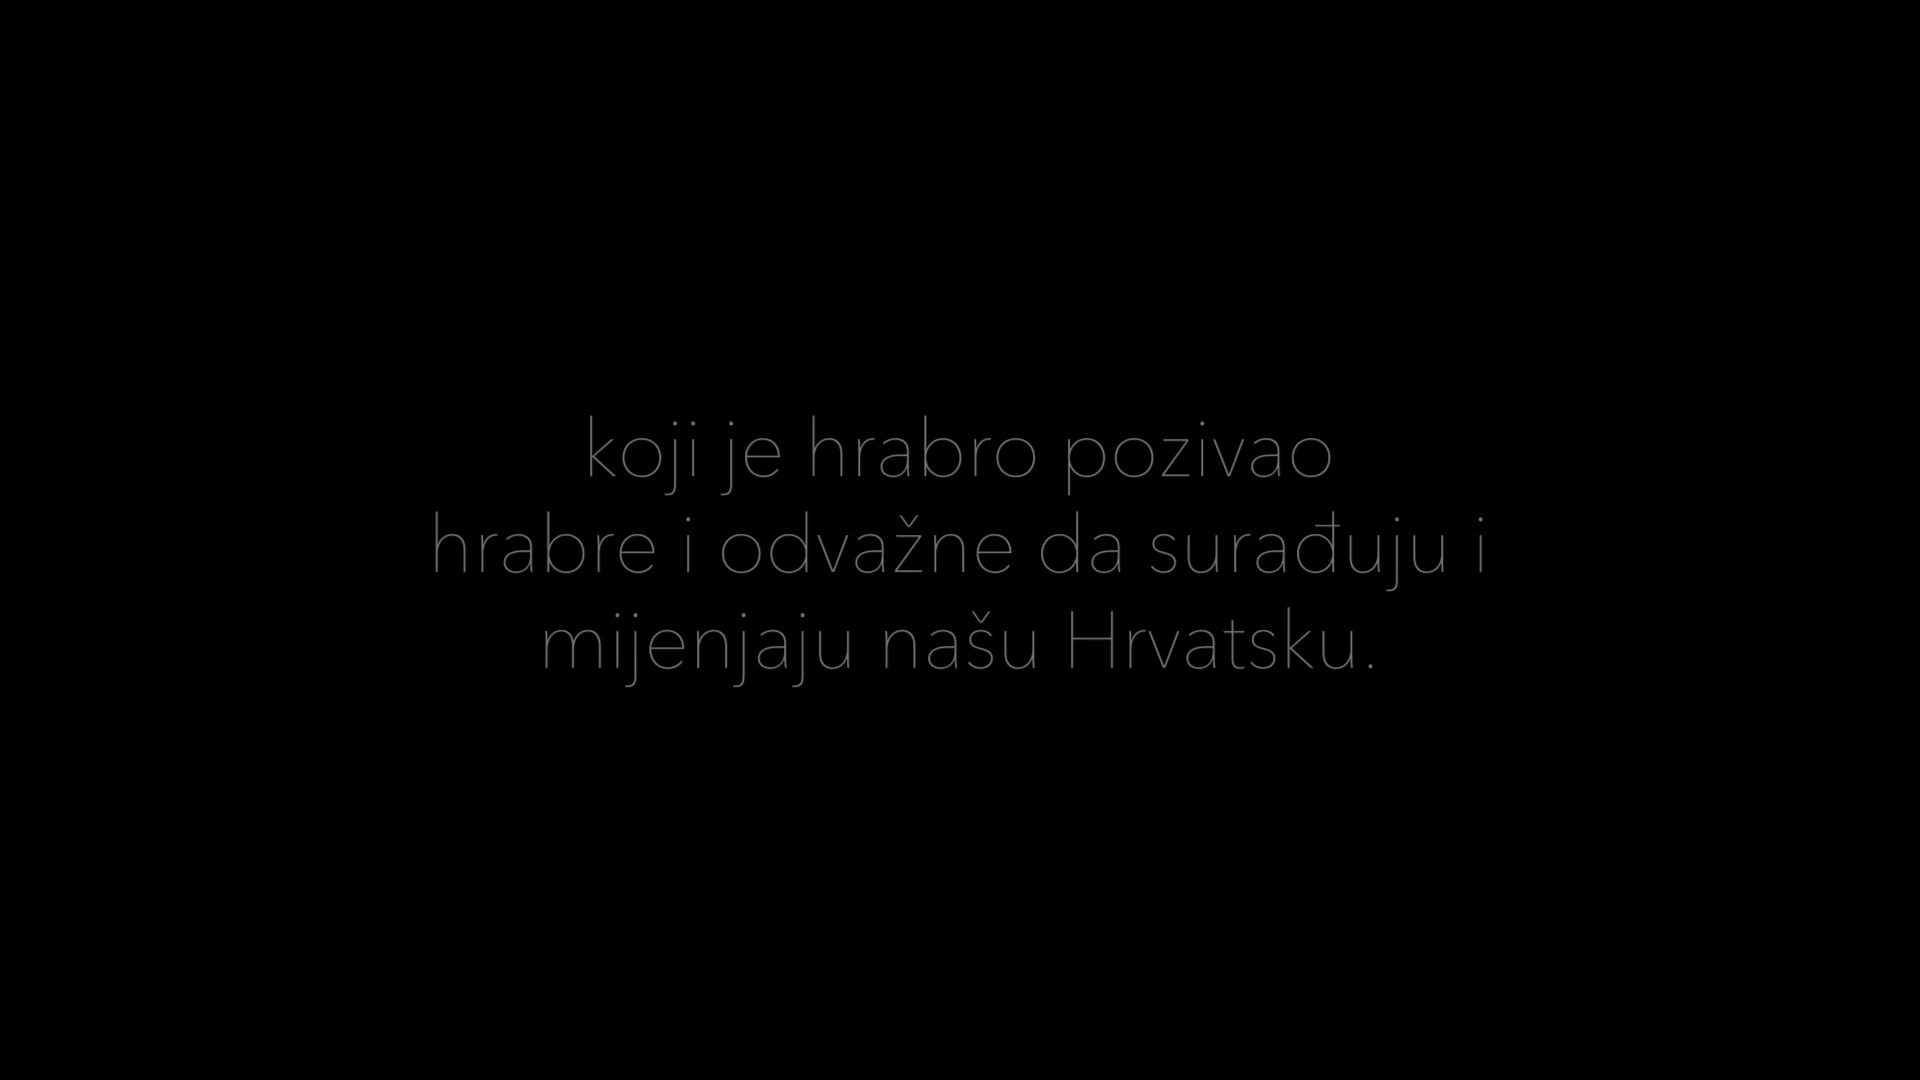 koji je hrabro pozivao
hrabre i odvažne da surađuju i
mijenjaju našu Hrvatsku.